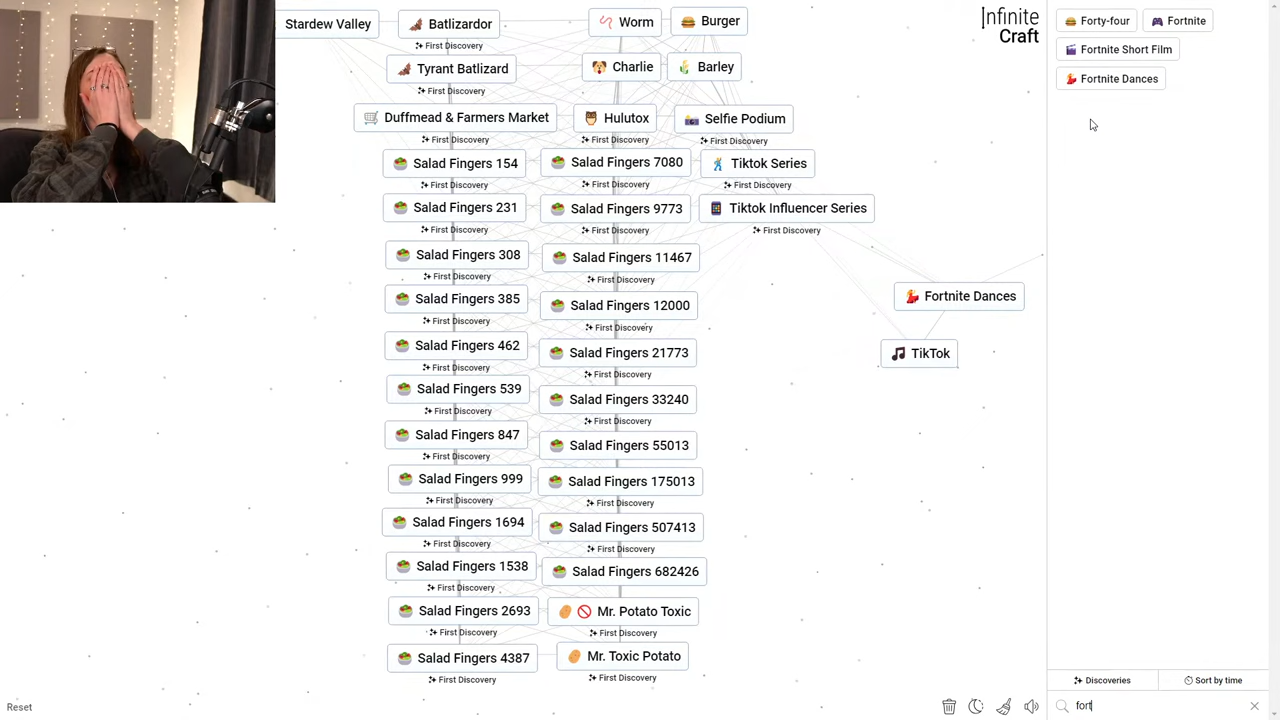 Stardew Valley
🦇 Batlizardor
First Discovery
🦇 Tyrant Batlizard
First Discovery
🛒 Duffmead & Farmers Market
First Discovery
🥗 Salad Fingers 154
First Discovery
🥗 Salad Fingers 231
First Discovery
🥗 Salad Fingers 308
First Discovery
🥗 Salad Fingers 385
First Discovery
🥗 Salad Fingers 462
First Discovery
🥗 Salad Fingers 539
First Discovery
🥗 Salad Fingers 847
First Discovery
🥗 Salad Fingers 999
First Discovery
🥗 Salad Fingers 1694
First Discovery
🥗 Salad Fingers 1538
First Discovery
🥗 Salad Fingers 2693
First Discovery
🥗 Salad Fingers 4387
First Discovery
Worm
Charlie
Hulutox
First Discovery
🥗 Salad Fingers 7080
First Discovery
🥗 Salad Fingers 9773
First Discovery
🥗 Salad Fingers 11467
First Discovery
🥗 Salad Fingers 12000
First Discovery
🥗 Salad Fingers 21773
First Discovery
🥗 Salad Fingers 33240
First Discovery
🥗 Salad Fingers 55013
First Discovery
🥗 Salad Fingers 175013
First Discovery
🥗 Salad Fingers 507413
First Discovery
🥗 Salad Fingers 682426
🥔🚫 Mr. Potato Toxic
First Discovery
🥔 Mr. Toxic Potato
First Discovery
Burger
Barley
Selfie Podium
First Discovery
Tiktok Series
First Discovery
Tiktok Influencer Series
First Discovery
Fortnite Dances
TikTok
Infinite
Craft
Forty-four
Fortnite
Fortnite Short Film
Fortnite Dances
Discoveries
Sort by time
fort
Reset